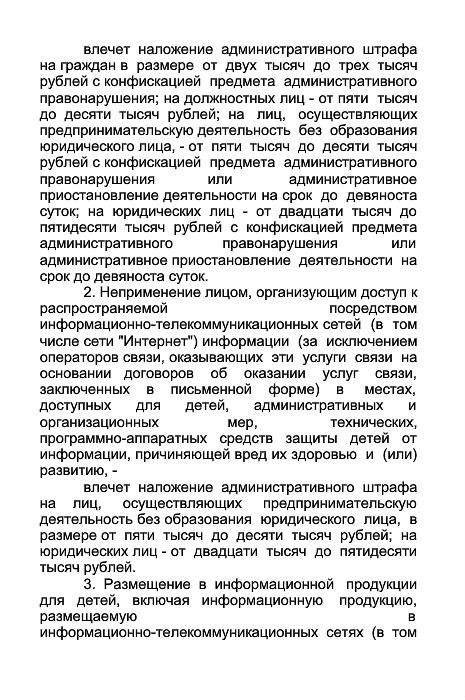 влечет наложение административного штрафа
на граждан в размере от двух тысяч до трех тысяч
рублей с конфискацией предмета административного
правонарушения; на должностных лиц - от пяти тысяч
до десяти тысяч рублей; на лиц, осуществляющих
предпринимательскую деятельность без образования
юридического лица, - от пяти тысяч до десяти тысяч
рублей с конфискацией предмета административного
правонарушения или административное
приостановление деятельности на срок до девяноста
суток; на юридических лиц - от двадцати тысяч до
пятидесяти тысяч рублей с конфискацией предмета
административного правонарушения или
административное приостановление деятельности на
срок до девяноста суток.
2. Неприменение лицом, организующим доступ к
распространяемой посредством
информационно-телекоммуникационных сетей (в том
числе сети "Интернет") информации (за исключением
операторов связи, оказывающих эти услуги связи на
основании договоров об оказании услуг связи,
заключенных в письменной форме) в местах,
доступных для детей, административных и
организационных мер, технических,
программно-аппаратных средств защиты детей от
информации, причиняющей вред их здоровью и (или)
развитию, -
влечет наложение административного штрафа
на лиц, осуществляющих предпринимательскую
деятельность без образования юридического лица, в
размере от пяти тысяч до десяти тысяч рублей; на
юридических лиц - от двадцати тысяч до пятидесяти
тысяч рублей.
3. Размещение в информационной продукции
для детей, включая информационную продукцию,
размещаемую в
информационно-телекоммуникационных сетях (в том